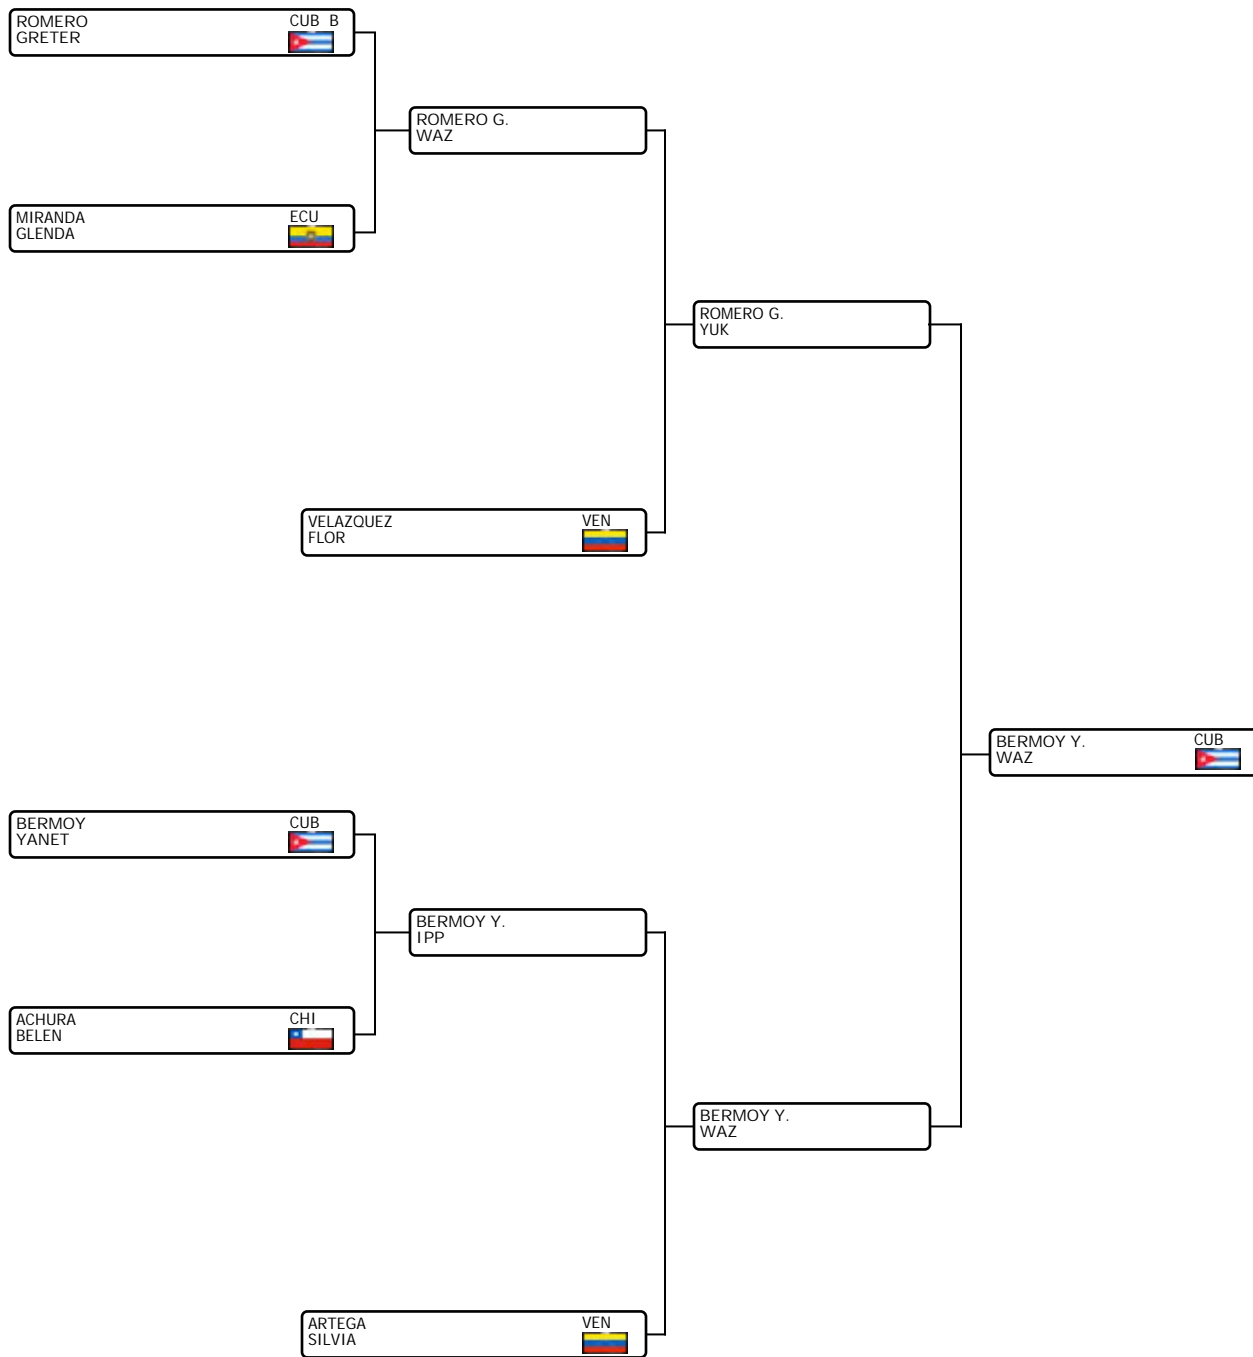 ROMERO CUB B
GRETER
ROMERO G.
WAZ
MIRANDA ECU
GLENDA
ROMERO G.
YUK
VELAZQUEZ VEN
FLOR
BERMOY Y. CUB
WAZ
BERMOY CUB
YANET
BERMOY Y.
IPP
ACHURA CHI
BELEN
BERMOY Y.
WAZ
ARTEGA VEN
SILVIA